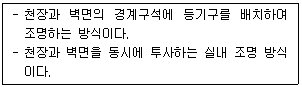 - 천장과 벽면의 경계구석에 등기구를 배치하여
조명하는 방식이다.
- 천장과 벽면을 동시에 투사하는 실내 조명 방식
이다.